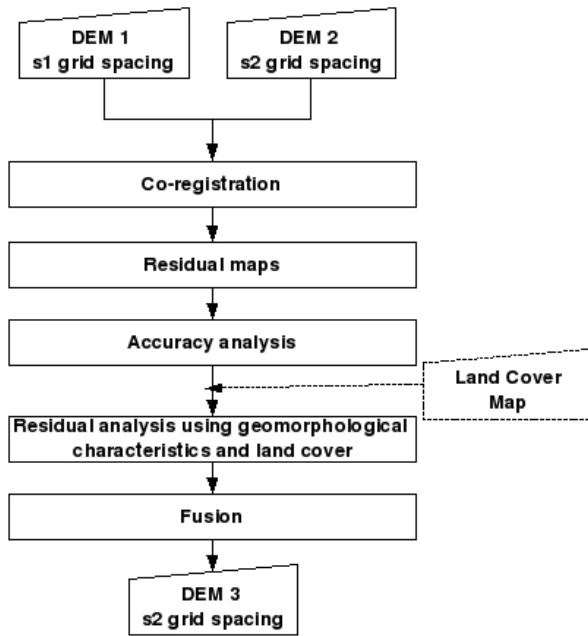 DEM 1
s1 grid spacing
DEM 2
s2 grid spacing
Co-registration
Residual maps
Accuracy analysis
Land Cover
Map
Residual analysis using geomorphological
characteristics and land cover
Fusion
DEM 3
s2 grid spacing